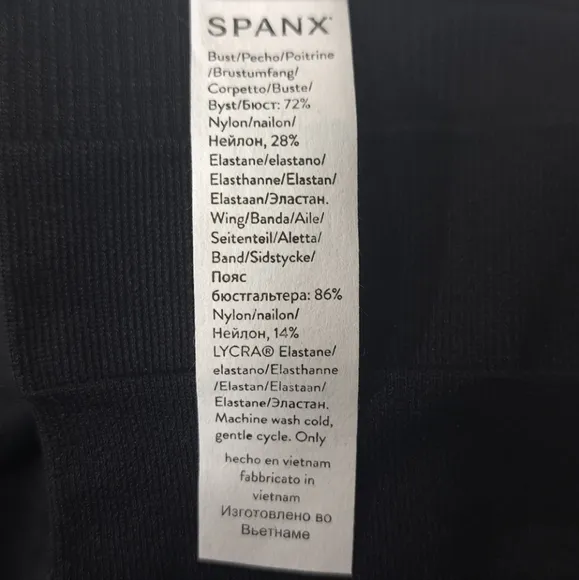 SPANX
Bust/Pecho/Poitrine
/Brustumfang/
Corpetto/Buste/
Byst/Бюст: 72%
Nylon/nailon/
Нейлон, 28%
Elastane/elastano/
Elasthanne/Elastan/
Elastaan/Эластан.
Wing/Banda/Aile/
Seitenteil/Aletta/
Band/Sidstycke/
Пояс
бюстгальтера: 86%
Nylon/nailon/
Нейлон, 14%
LYCRA® Elastane/
elastano/Elasthanne
/Elastan/Elastaan/
Elastane/Эластан.
Machine wash cold,
gentle cycle. Only
hecho en vietnam
fabbricato in
vietnam
Изготовлено во
Вьетнаме